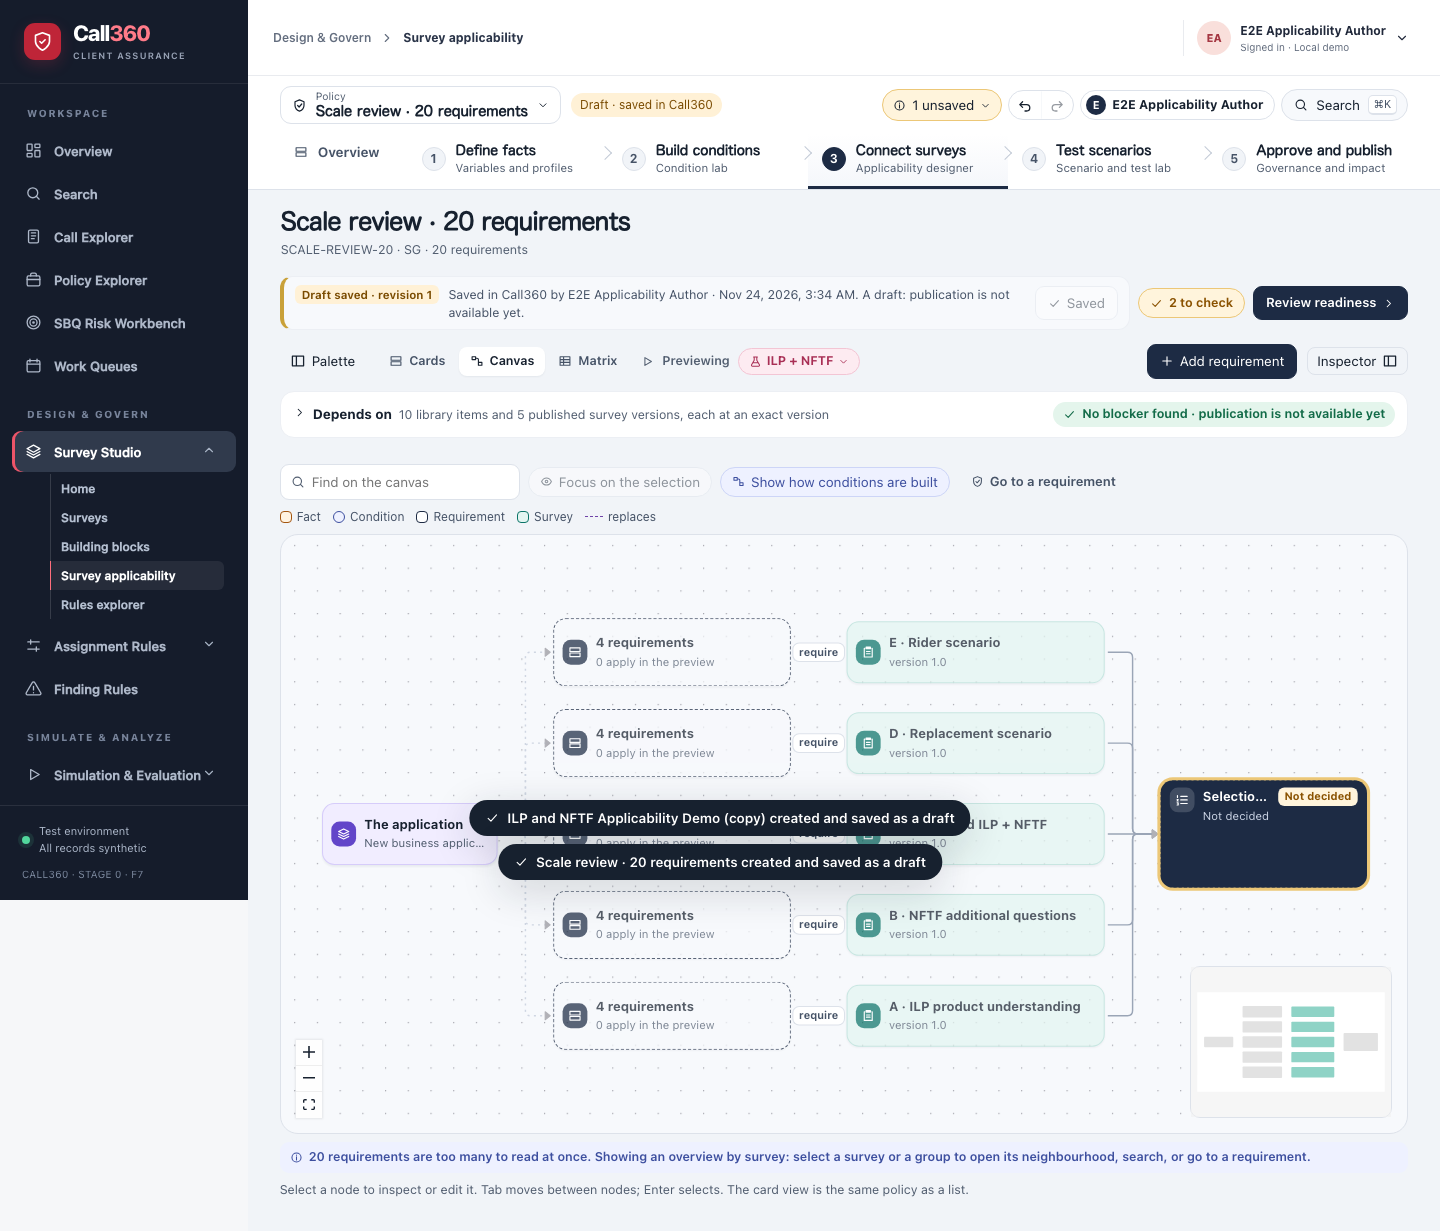 Call360
CLIENT ASSURANCE
WORKSPACE
Overview
Search
Call Explorer
Policy Explorer
SBQ Risk Workbench
Work Queues
DESIGN & GOVERN
Survey Studio
Home
Surveys
Building blocks
Survey applicability
Rules explorer
Assignment Rules
Finding Rules
SIMULATE & ANALYZE
Simulation & Evaluation
Test environment
All records synthetic
CALL360 · STAGE 0 · F7
Design & Govern
Survey applicability
EA
E2E Applicability Author
Signed in · Local demo
Policy
Scale review · 20 requirements
Draft · saved in Call360
1 unsaved
E
E2E Applicability Author
Search
⌘K
Overview
1
Define facts
Variables and profiles
2
Build conditions
Condition lab
3
Connect surveys
Applicability designer
4
Test scenarios
Scenario and test lab
5
Approve and publish
Governance and impact
Scale review · 20 requirements
SCALE-REVIEW-20 · SG · 20 requirements
Draft saved · revision 1
Saved in Call360 by E2E Applicability Author · Nov 24, 2026, 3:34 AM. A draft: publication is not
available yet.
Saved
2 to check
Review readiness
Palette
Cards
Canvas
Matrix
Previewing
ILP + NFTF
Add requirement
Inspector
Depends on
10 library items and 5 published survey versions, each at an exact version
No blocker found · publication is not available yet
Find on the canvas
Focus on the selection
Show how conditions are built
Go to a requirement
Fact
Condition
Requirement
Survey
replaces
4 requirements
0 apply in the preview
require
E · Rider scenario
version 1.0
4 requirements
0 apply in the preview
require
D · Replacement scenario
version 1.0
The application
New business applic...
ILP and NFTF Applicability Demo (copy) created and saved as a draft
ILP + NFTF
version 1.0
Scale review · 20 requirements created and saved as a draft
Selectio...
Not decided
Not decided
4 requirements
0 apply in the preview
require
B · NFTF additional questions
version 1.0
4 requirements
0 apply in the preview
require
A · ILP product understanding
version 1.0
20 requirements are too many to read at once. Showing an overview by survey: select a survey or a group to open its neighbourhood, search, or go to a requirement.
Select a node to inspect or edit it. Tab moves between nodes; Enter selects. The card view is the same policy as a list.